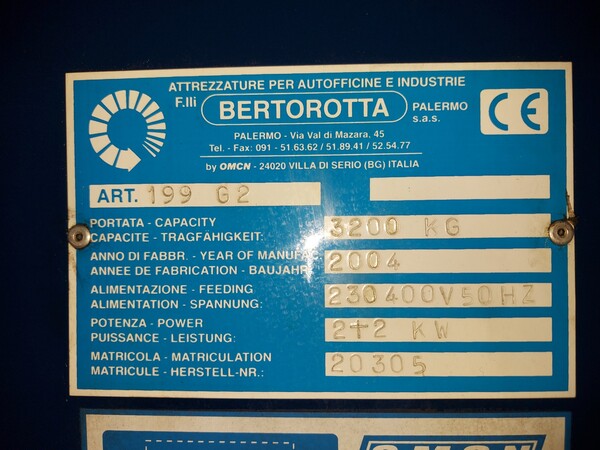 ATTREZZATURE PER AUTOFFICINE E INDUSTRIE
F.lli BERTOROTTA PALERMO s.a.s.
CE
PALERMO - Via Val di Mazara, 45
Tel. - Fax: 091 - 51.63.62 / 51.89.41 / 52.54.77
by OMCN - 24020 VILLA DI SERIO (BG) ITALIA
ART. 199 G2
PORTATA - CAPACITY
CAPACITE - TRAGFÄHIGKEIT: 3200 KG
ANNO DI FABBR. - YEAR OF MANUFAC.
ANNEE DE FABRICATION - BAUJAHR 2004
ALIMENTAZIONE - FEEDING
ALIMENTATION - SPANNUNG: 230400V50HZ
POTENZA - POWER
PUISSANCE - LEISTUNG: 2+2 KW
MATRICOLA - MATRICULATION
MATRICULE - HERSTELL-NR.: 20305
OMCN